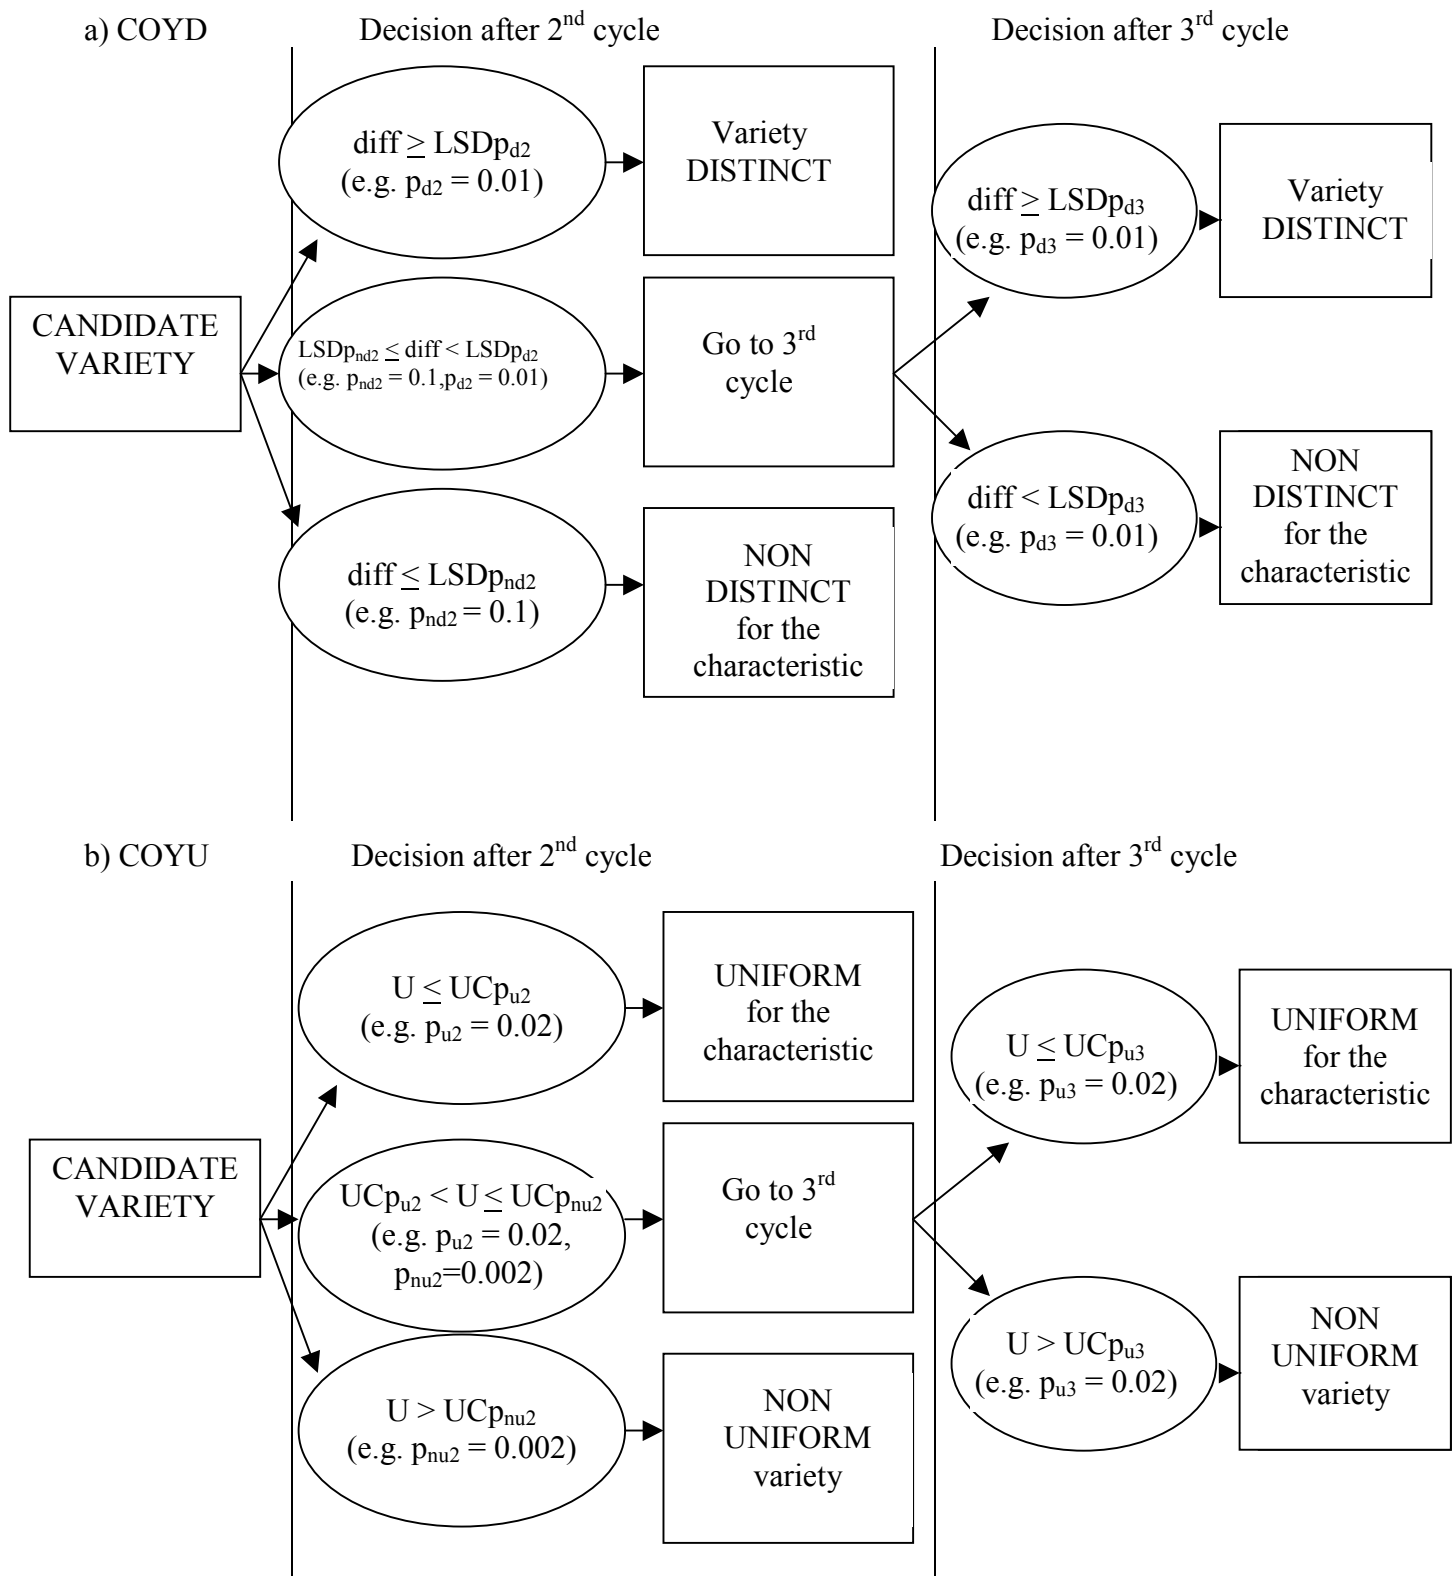 a) COYD
Decision after 2nd cycle
Decision after 3rd cycle
CANDIDATE
VARIETY
diff ≥ LSDpd2
(e.g. pd2 = 0.01)
Variety
DISTINCT
LSDpnd2 ≤ diff < LSDpd2
(e.g. pnd2 = 0.1,pd2 = 0.01)
Go to 3rd
cycle
diff ≤ LSDpnd2
(e.g. pnd2 = 0.1)
NON
DISTINCT
for the
characteristic
diff ≥ LSDpd3
(e.g. pd3 = 0.01)
Variety
DISTINCT
diff < LSDpd3
(e.g. pd3 = 0.01)
NON
DISTINCT
for the
characteristic
b) COYU
Decision after 2nd cycle
Decision after 3rd cycle
CANDIDATE
VARIETY
U ≤ UCpu2
(e.g. pu2 = 0.02)
UNIFORM
for the
characteristic
UCpu2 < U ≤ UCpnu2
(e.g. pu2 = 0.02,
pnu2=0.002)
Go to 3rd
cycle
U > UCpnu2
(e.g. pnu2 = 0.002)
NON
UNIFORM
variety
U ≤ UCpu3
(e.g. pu3 = 0.02)
UNIFORM
for the
characteristic
U > UCpu3
(e.g. pu3 = 0.02)
NON
UNIFORM
variety